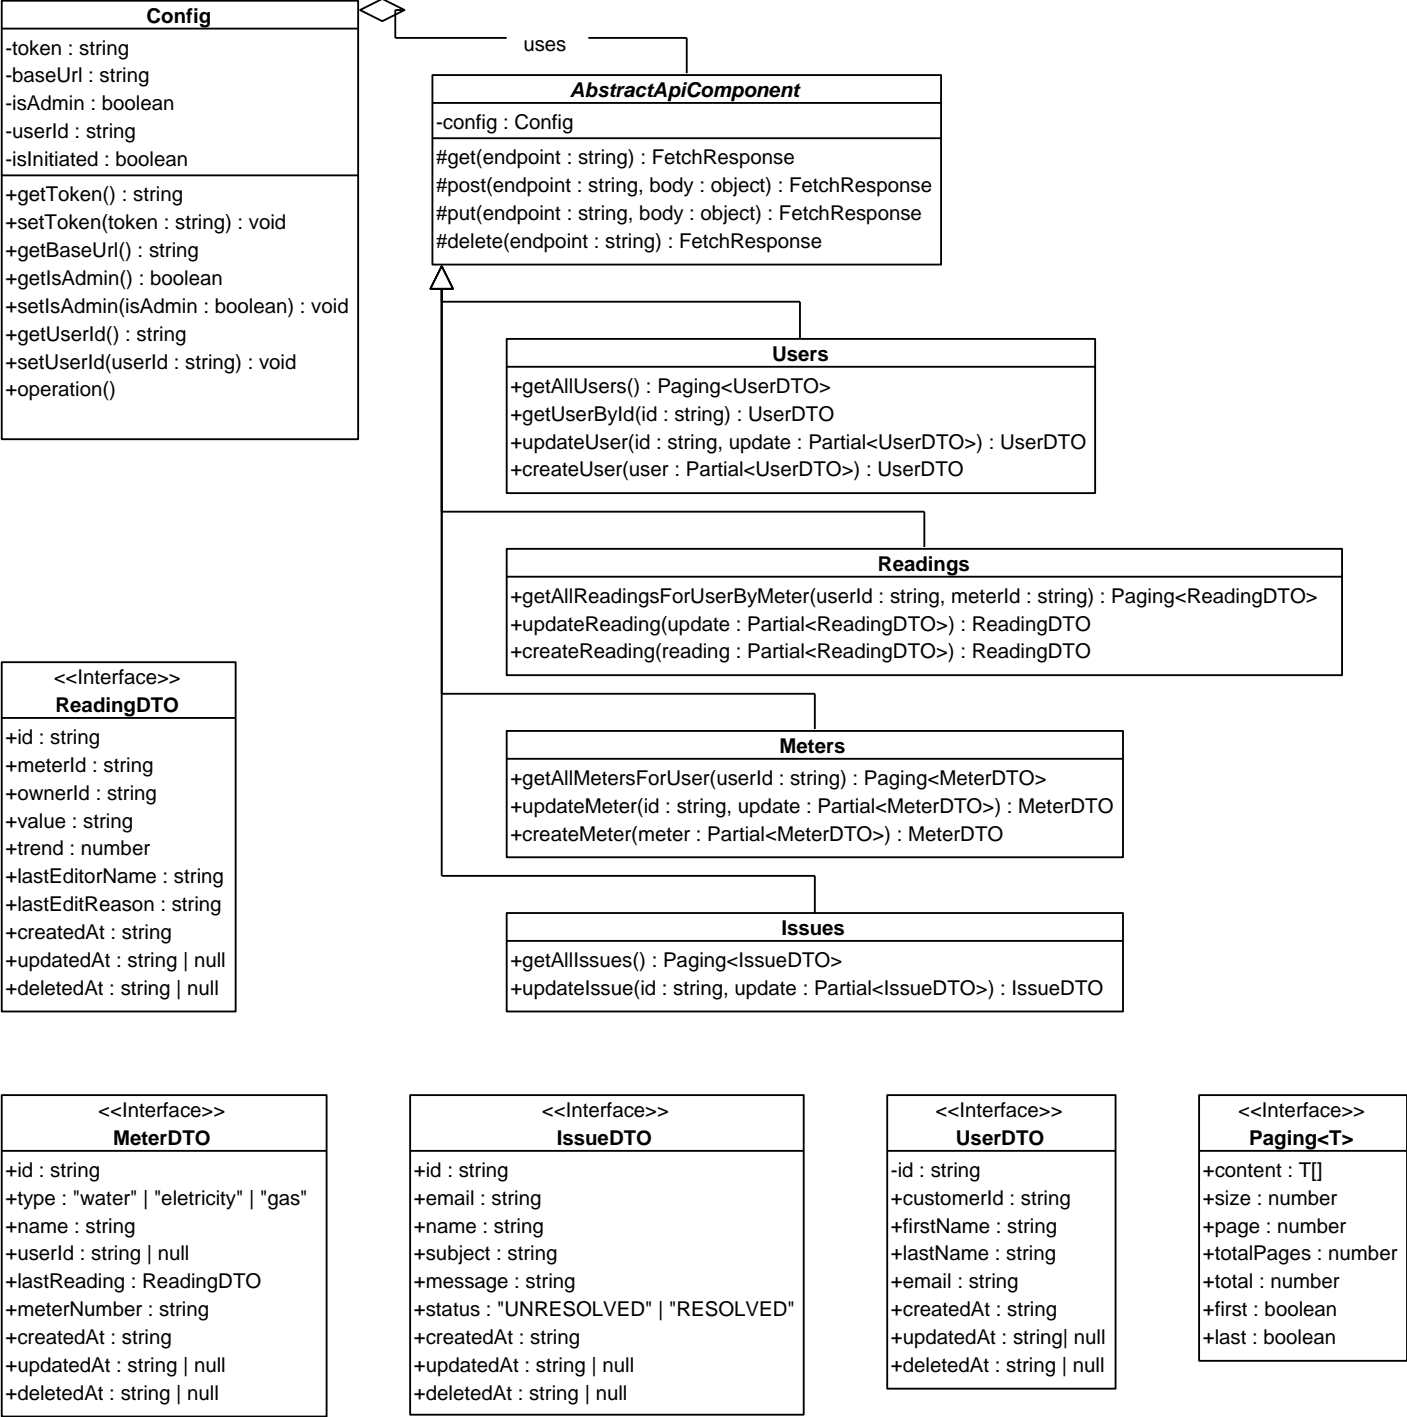 Config
-token : string
-baseUrl : string
-isAdmin : boolean
-userId : string
-isInitiated : boolean
+getToken() : string
+setToken(token : string) : void
+getBaseUrl() : string
+getIsAdmin() : boolean
+setIsAdmin(isAdmin : boolean) : void
+getUserId() : string
+setUserId(userId : string) : void
+operation()
uses
AbstractApiComponent
-config : Config
#get(endpoint : string) : FetchResponse
#post(endpoint : string, body : object) : FetchResponse
#put(endpoint : string, body : object) : FetchResponse
#delete(endpoint : string) : FetchResponse
Users
+getAllUsers() : Paging<UserDTO>
+getUserById(id : string) : UserDTO
+updateUser(id : string, update : Partial<UserDTO>) : UserDTO
+createUser(user : Partial<UserDTO>) : UserDTO
Readings
+getAllReadingsForUserByMeter(userId : string, meterId : string) : Paging<ReadingDTO>
+updateReading(update : Partial<ReadingDTO>) : ReadingDTO
+createReading(reading : Partial<ReadingDTO>) : ReadingDTO
Meters
+getAllMetersForUser(userId : string) : Paging<MeterDTO>
+updateMeter(id : string, update : Partial<MeterDTO>) : MeterDTO
+createMeter(meter : Partial<MeterDTO>) : MeterDTO
Issues
+getAllIssues() : Paging<IssueDTO>
+updateIssue(id : string, update : Partial<IssueDTO>) : IssueDTO
<<Interface>>
ReadingDTO
+id : string
+meterId : string
+ownerId : string
+value : string
+trend : number
+lastEditorName : string
+lastEditReason : string
+createdAt : string
+updatedAt : string | null
+deletedAt : string | null
<<Interface>>
MeterDTO
+id : string
+type : "water" | "eletricity" | "gas"
+name : string
+userId : string | null
+lastReading : ReadingDTO
+meterNumber : string
+createdAt : string
+updatedAt : string | null
+deletedAt : string | null
<<Interface>>
IssueDTO
+id : string
+email : string
+name : string
+subject : string
+message : string
+status : "UNRESOLVED" | "RESOLVED"
+createdAt : string
+updatedAt : string | null
+deletedAt : string | null
<<Interface>>
UserDTO
-id : string
+customerId : string
+firstName : string
+lastName : string
+email : string
+createdAt : string
+updatedAt : string| null
+deletedAt : string | null
<<Interface>>
Paging<T>
+content : T[]
+size : number
+page : number
+totalPages : number
+total : number
+first : boolean
+last : boolean